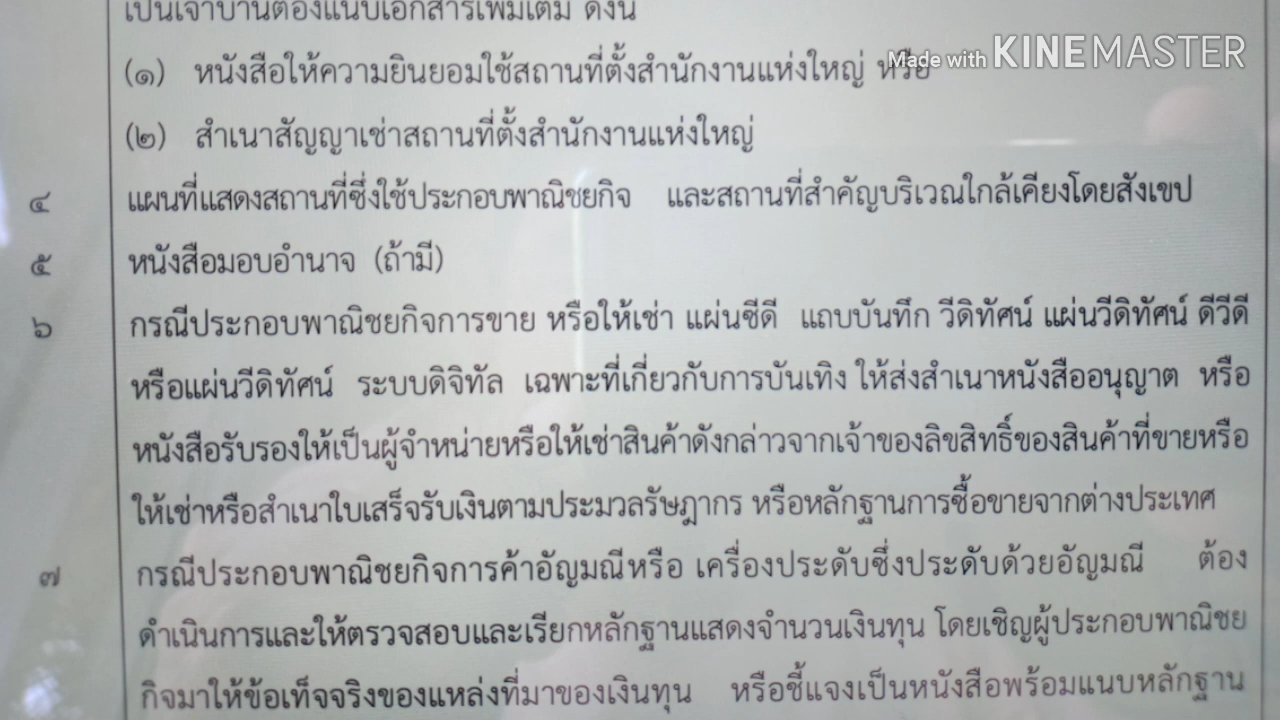 เป็นเจ้าบ้านต้องแนบเอกสารเพิ่มเติม ดังนี้
(๑) หนังสือให้ความยินยอมใช้สถานที่ตั้งสำนักงานแห่งใหญ่ หรือ
Made with KINEMASTER
(๒) สำเนาสัญญาเช่าสถานที่ตั้งสำนักงานแห่งใหญ่
๔ แผนที่แสดงสถานที่ซึ่งใช้ประกอบพาณิชยกิจ และสถานที่สำคัญบริเวณใกล้เคียงโดยสังเขป
๕ หนังสือมอบอำนาจ (ถ้ามี)
๖ กรณีประกอบพาณิชยกิจการขาย หรือให้เช่า แผ่นซีดี แถบบันทึก วีดิทัศน์ แผ่นวีดิทัศน์ ดีวีดี
หรือแผ่นวีดิทัศน์ ระบบดิจิทัล เฉพาะที่เกี่ยวกับการบันเทิง ให้ส่งสำเนาหนังสืออนุญาต หรือ
หนังสือรับรองให้เป็นผู้จำหน่ายหรือให้เช่าสินค้าดังกล่าวจากเจ้าของลิขสิทธิ์ของสินค้าที่ขายหรือ
ให้เช่าหรือสำเนาใบเสร็จรับเงินตามประมวลรัษฎากร หรือหลักฐานการซื้อขายจากต่างประเทศ
๗ กรณีประกอบพาณิชยกิจการค้าอัญมณีหรือ เครื่องประดับซึ่งประดับด้วยอัญมณี ต้อง
ดำเนินการและให้ตรวจสอบและเรียกหลักฐานแสดงจำนวนเงินทุน โดยเชิญผู้ประกอบพาณิชย
กิจมาให้ข้อเท็จจริงของแหล่งที่มาของเงินทุน หรือชี้แจงเป็นหนังสือพร้อมแนบหลักฐาน